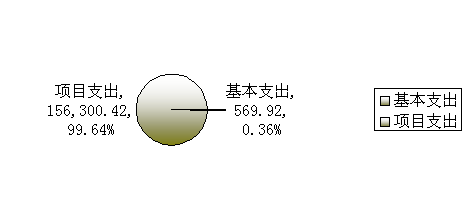 项目支出,
156,300.42,
99.64%
基本支出,
569.92,
0.36%
基本支出
项目支出